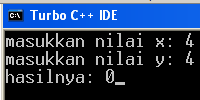 Turbo C++ IDE
masukkan nilai x: 4
masukkan nilai y: 4
hasilnya: 0_